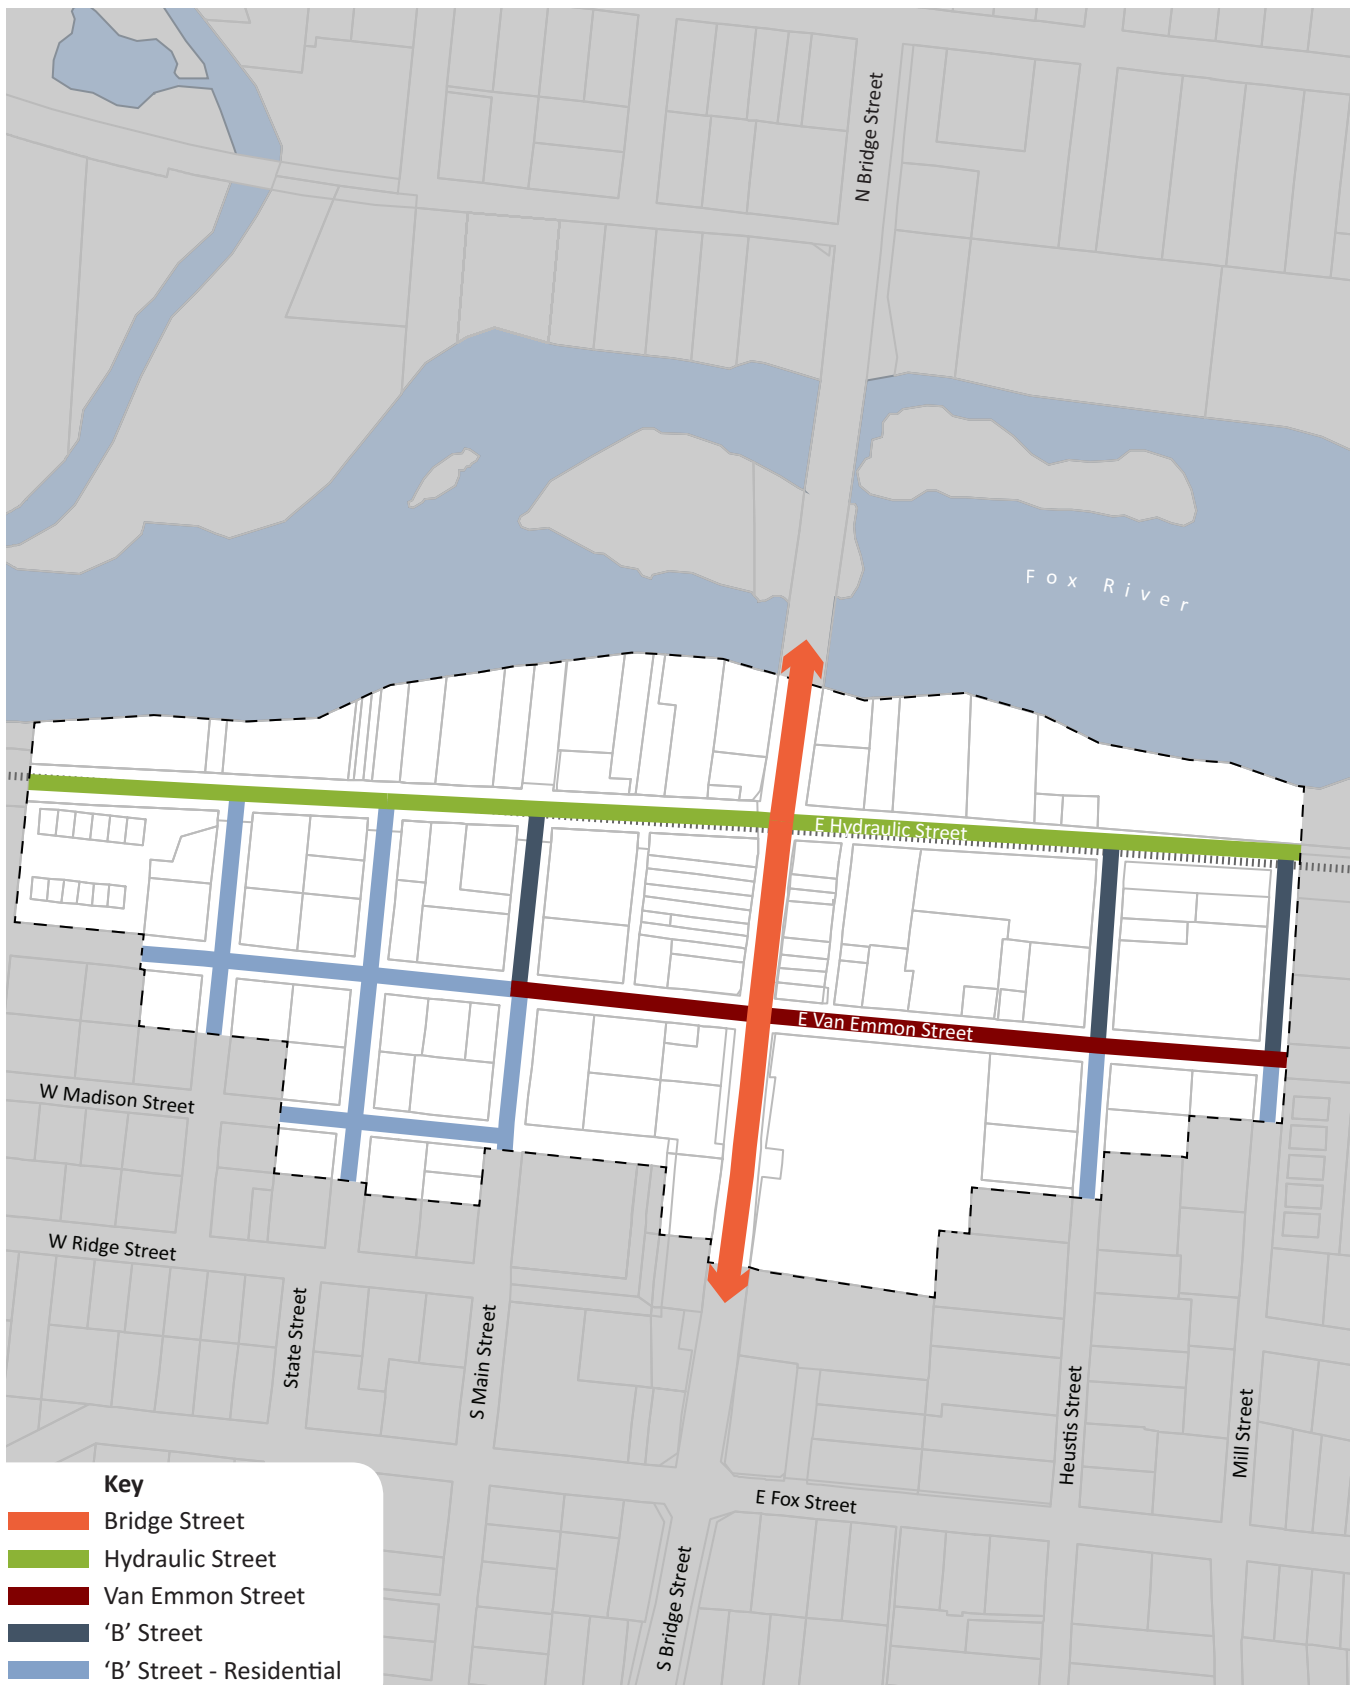 N Bridge Street
Fox River
E Hydraulic Street
E Van Emmon Street
W Madison Street
W Ridge Street
State Street
S Main Street
Heustis Street
Mill Street
E Fox Street
S Bridge Street
Key
Bridge Street
Hydraulic Street
Van Emmon Street
‘B’ Street
‘B’ Street - Residential